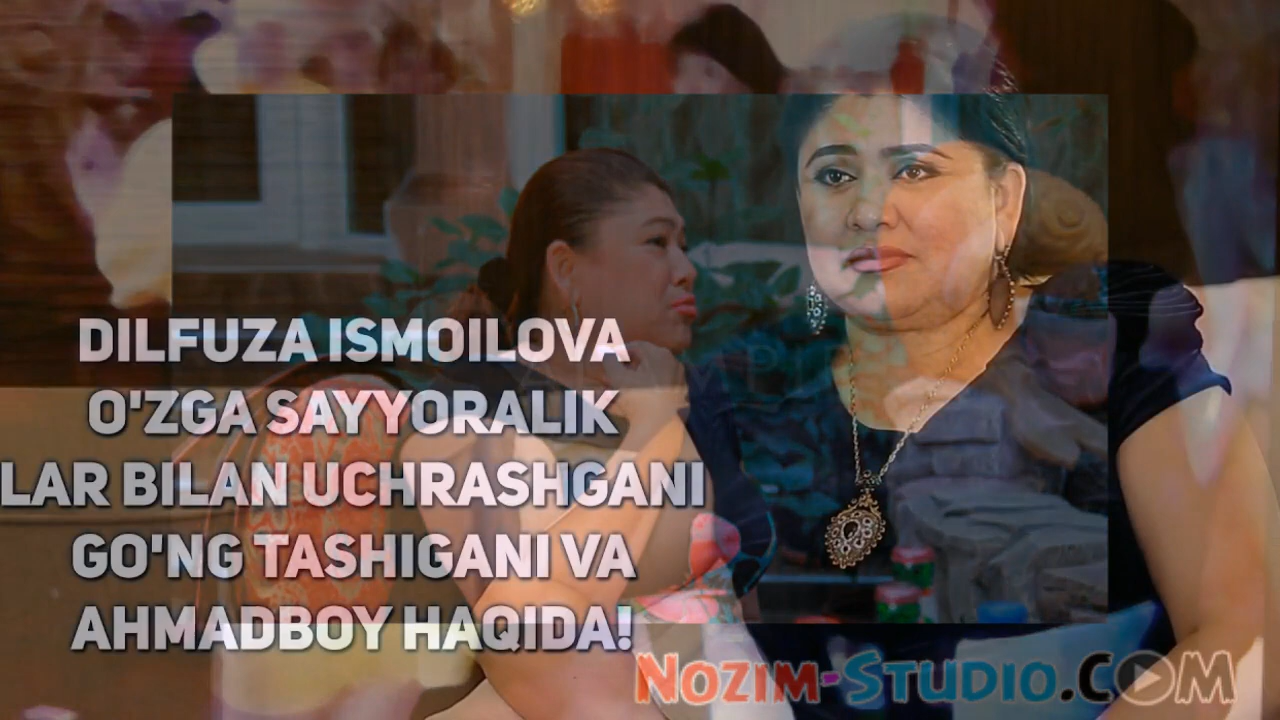 DILFUZA ISMOILOVA
O'ZGA SAYYORALIK
LAR BILAN UCHRASHGANI
GO'NG TASHIGANI VA
AHMADBOY HAQIDA!
NOZIM-STUDIO.COM